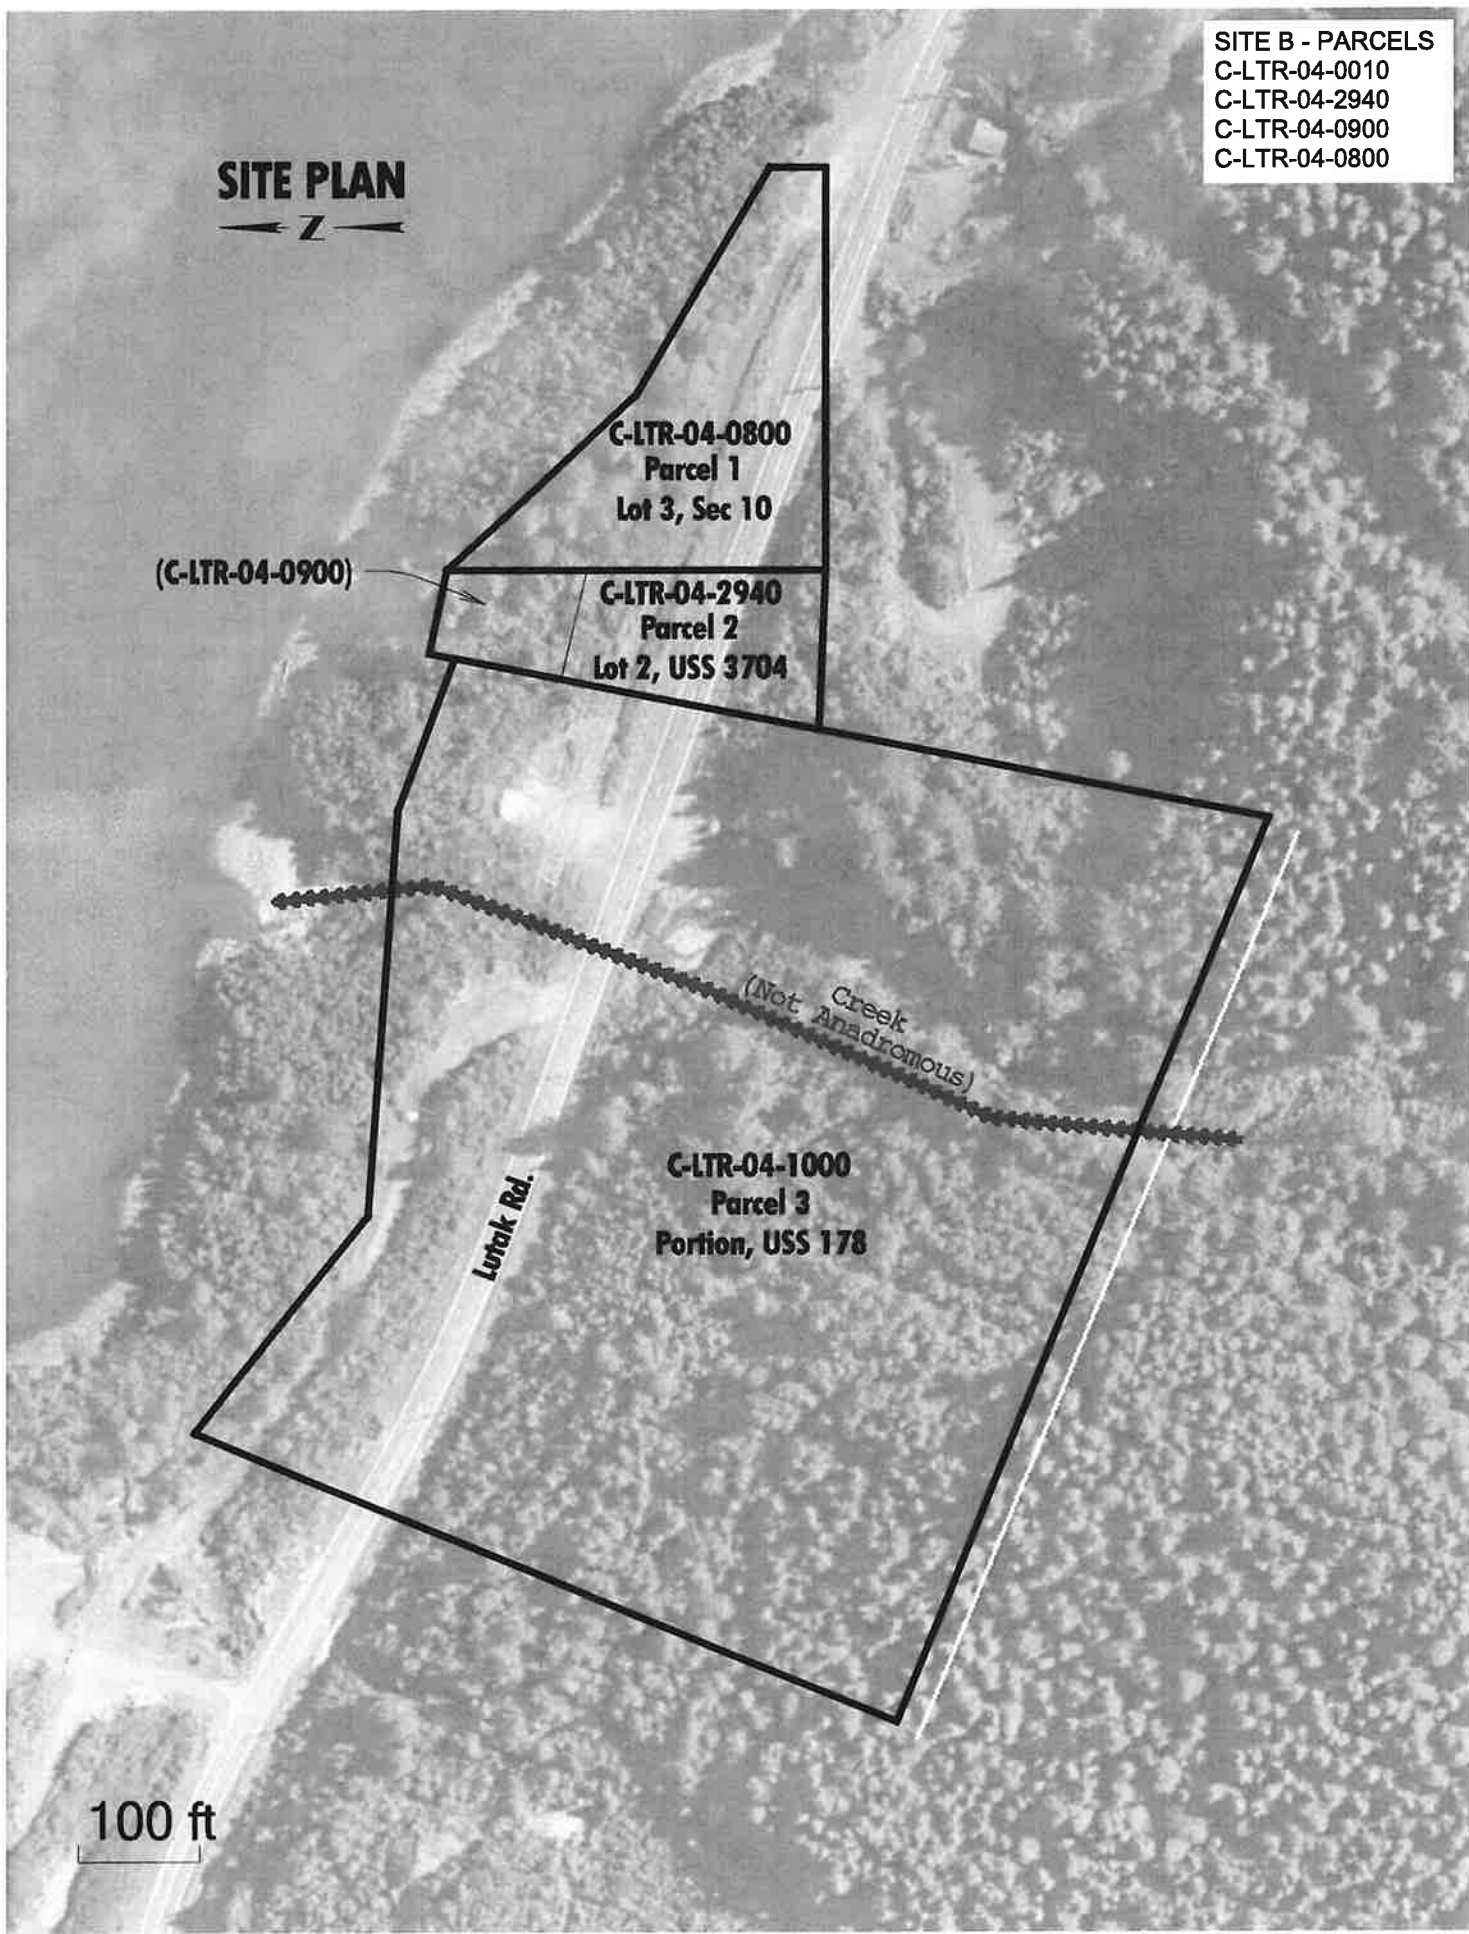 SITE B - PARCELS
C-LTR-04-0010
C-LTR-04-2940
C-LTR-04-0900
C-LTR-04-0800
SITE PLAN
N
C-LTR-04-0800
Parcel 1
Lot 3, Sec 10
(C-LTR-04-0900)
C-LTR-04-2940
Parcel 2
Lot 2, USS 3704
Creek
(Not Anadromous)
C-LTR-04-1000
Parcel 3
Portion, USS 178
Lutak Rd.
100 ft